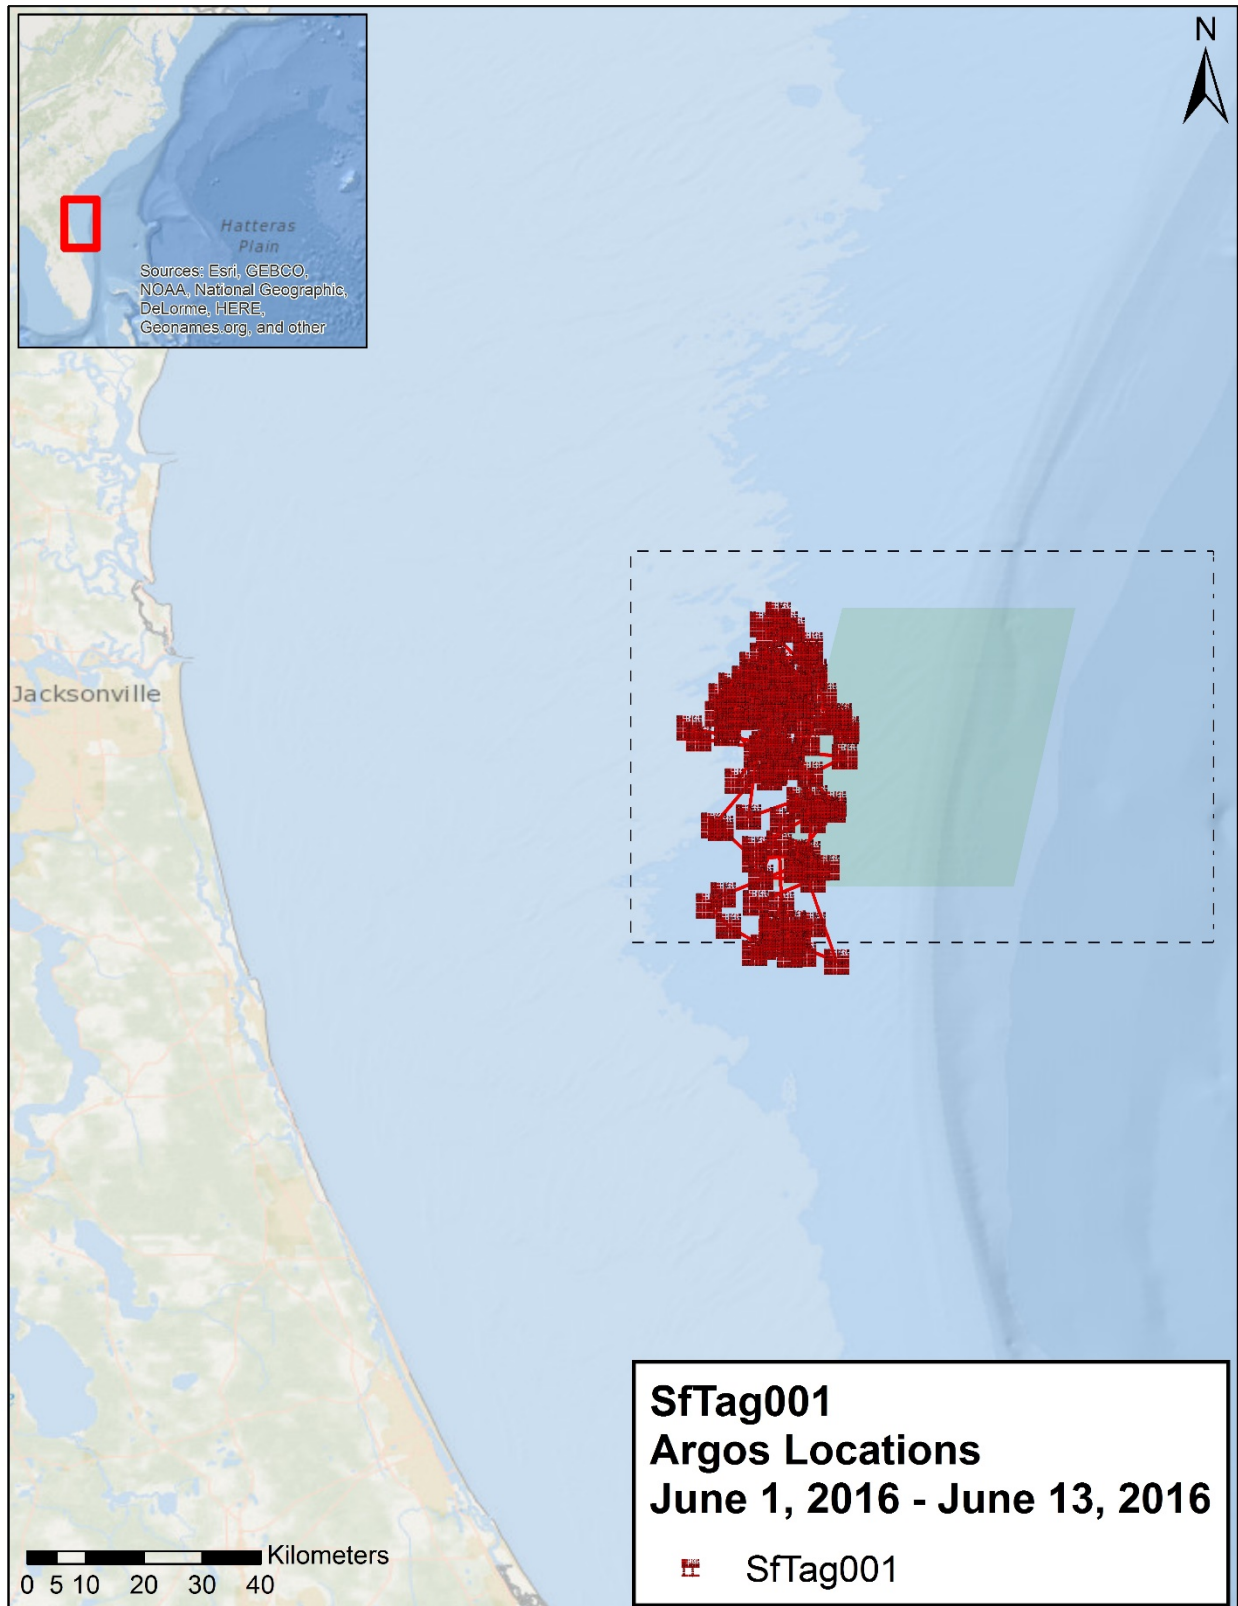 N
Hatteras
Plain
Sources: Esri, GEBCO,
NOAA, National Geographic,
DeLorme, HERE,
Geonames.org, and other
Jacksonville
SfTag001
Argos Locations
June 1, 2016 - June 13, 2016
SfTag001
Kilometers
0 5 10 20 30 40